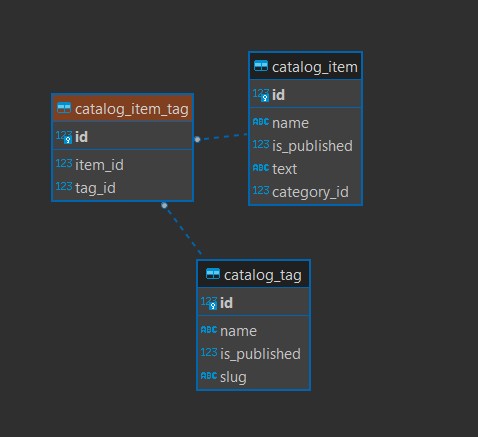 catalog_item_tag
123 id
123 item_id
123 tag_id
catalog_item
123 id
ABC name
123 is_published
ABC text
123 category_id
catalog_tag
123 id
ABC name
123 is_published
ABC slug